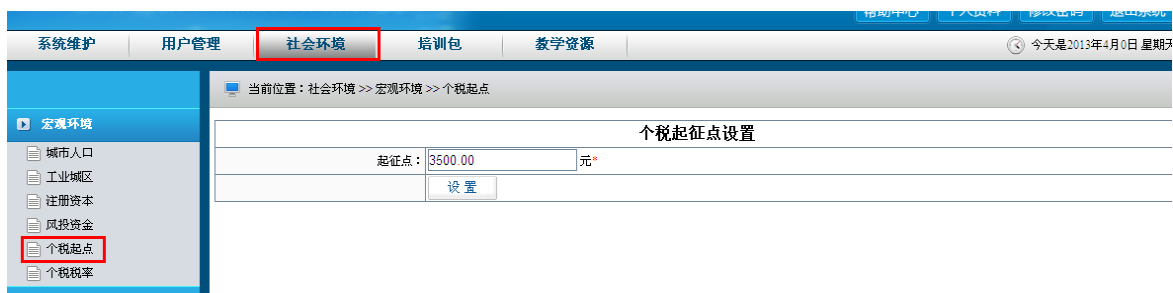 帮助中心 个人资料 修改密码 退出系统
系统维护 用户管理 社会环境 培训包 教学资源 今天是2013年4月0日 星期天
当前位置：社会环境 >> 宏观环境 >> 个税起点
宏观环境
城市人口
工业城区
注册资本
风投资金
个税起点
个税税率
个税起征点设置
起征点： 3500.00 元*
设 置